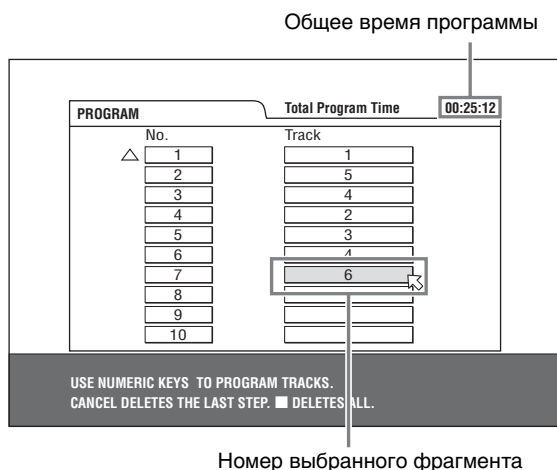 Общее время программы
PROGRAM Total Program Time 00:25:12
No. Track
1 1
2 5
3 4
4 2
5 3
6 4
7 6
8
9
10
USE NUMERIC KEYS TO PROGRAM TRACKS.
CANCEL DELETES THE LAST STEP. ■ DELETES ALL.
Номер выбранного фрагмента